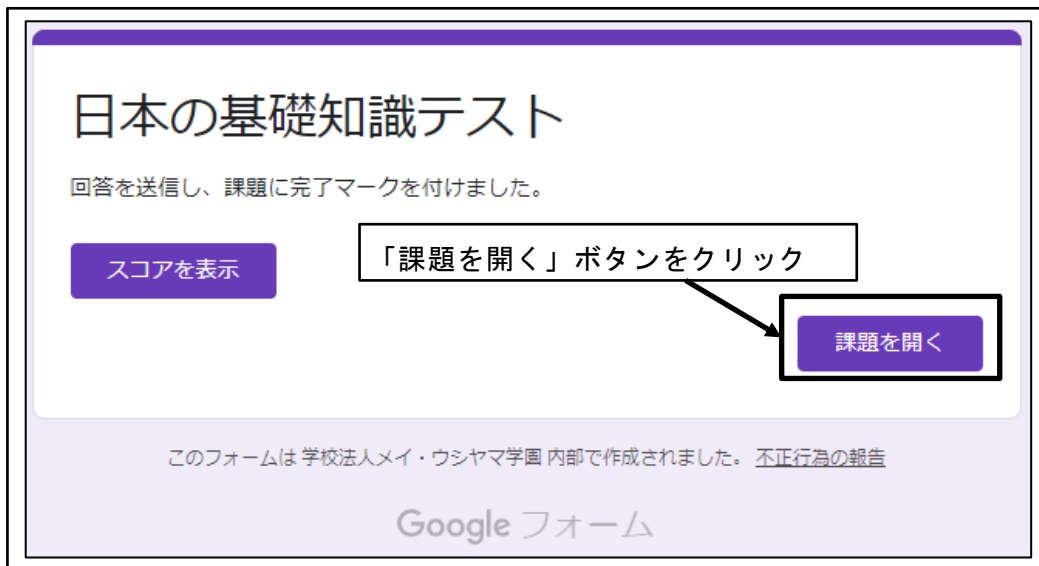 日本の基礎知識テスト
回答を送信し、課題に完了マークを付けました。
スコアを表示
「課題を開く」ボタンをクリック
課題を開く
このフォームは 学校法人メイ・ウシヤマ学園 内部で作成されました。 不正行為の報告
Google フォーム